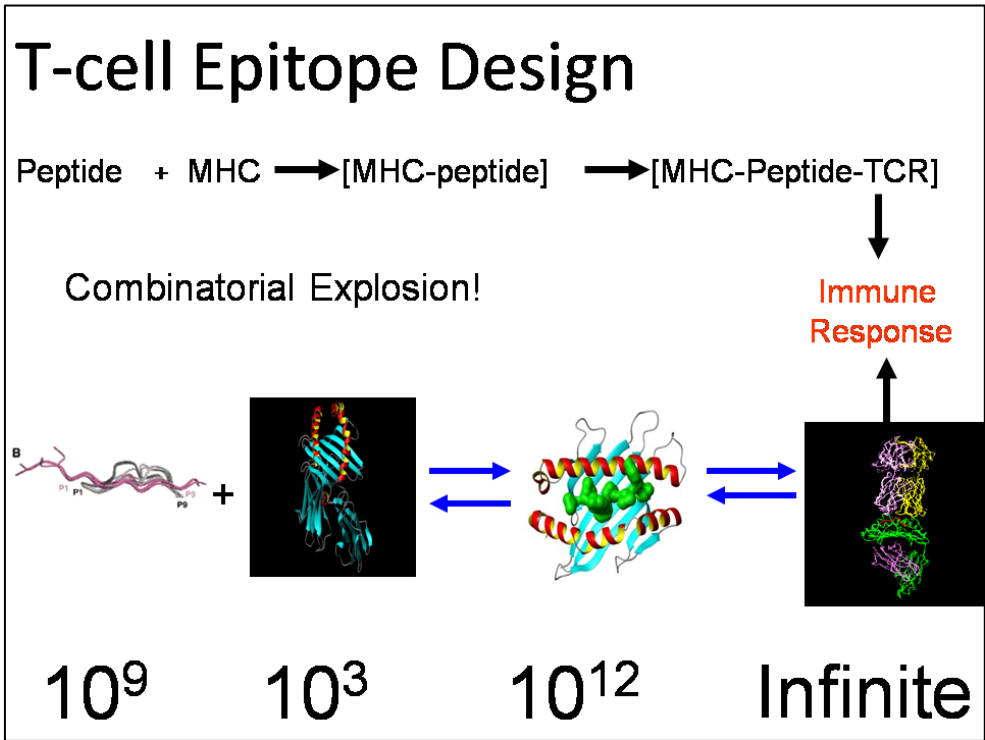 T-cell Epitope Design
Peptide + MHC [MHC-peptide] [MHC-Peptide-TCR]
Combinatorial Explosion!
Immune
Response
B
P1 P1 P9
P9
+
10⁹ 10³ 10¹² Infinite